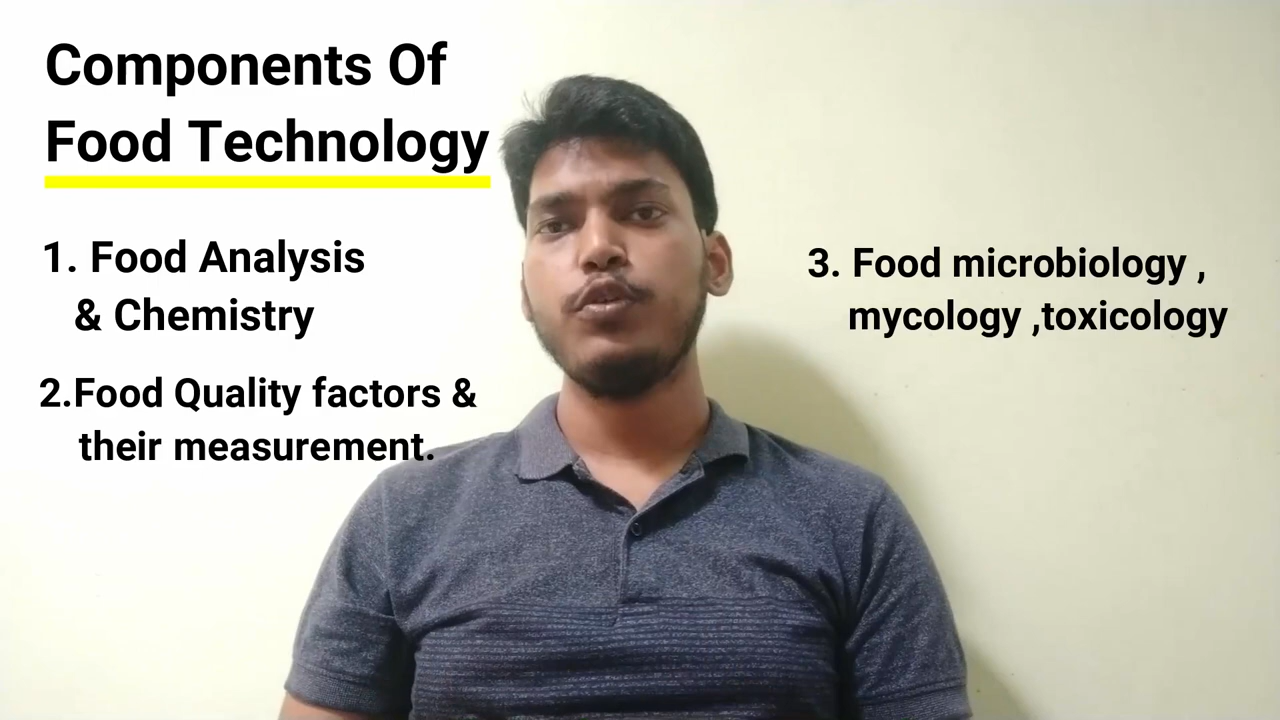 Components Of
Food Technology
1. Food Analysis
& Chemistry
2.Food Quality factors &
their measurement.
3. Food microbiology ,
mycology ,toxicology